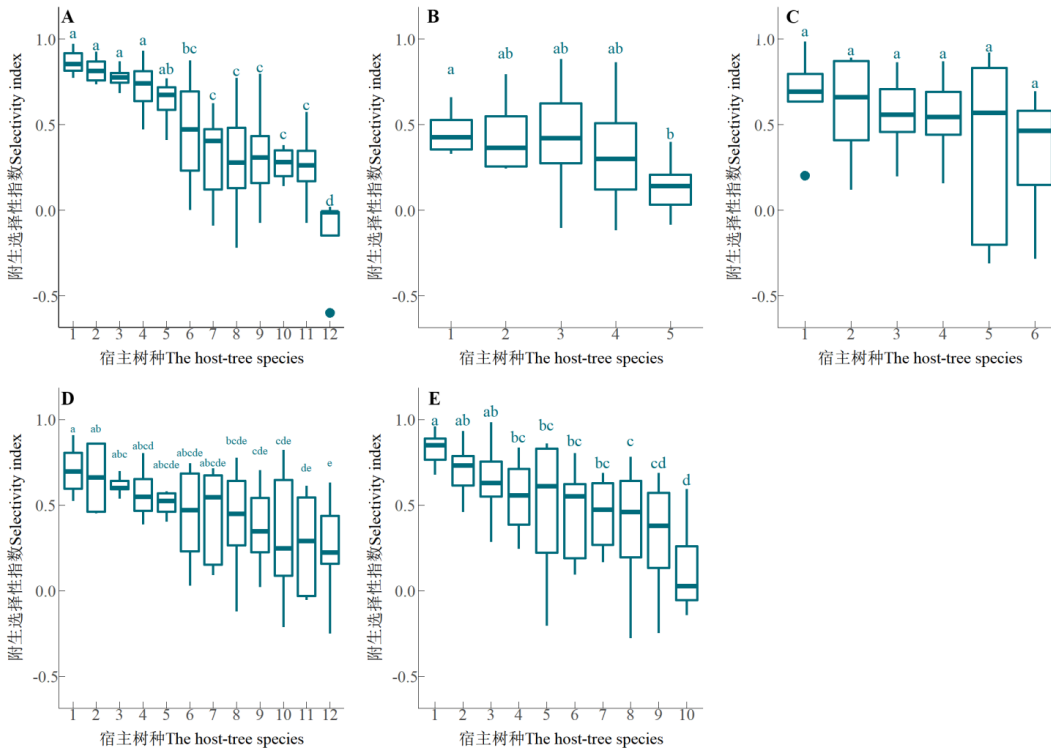 A
a a a a ab bc c c c c c d
1.0
0.5
0.0
-0.5
附生选择性指数Selectivity index
1 2 3 4 5 6 7 8 9 10 11 12
宿主树种The host-tree species
B
a ab ab ab b
1.0
0.5
0.0
-0.5
附生选择性指数Selectivity index
1 2 3 4 5
宿主树种The host-tree species
C
a a a a a a
1.0
0.5
0.0
-0.5
附生选择性指数Selectivity index
1 2 3 4 5 6
宿主树种The host-tree species
D
a ab abc abcd abcde abcde abcde bcde cde cde de e
1.0
0.5
0.0
-0.5
附生选择性指数Selectivity index
1 2 3 4 5 6 7 8 9 10 11 12
宿主树种The host-tree species
E
a ab ab bc bc bc bc c cd d
1.0
0.5
0.0
-0.5
附生选择性指数Selectivity index
1 2 3 4 5 6 7 8 9 10
宿主树种The host-tree species